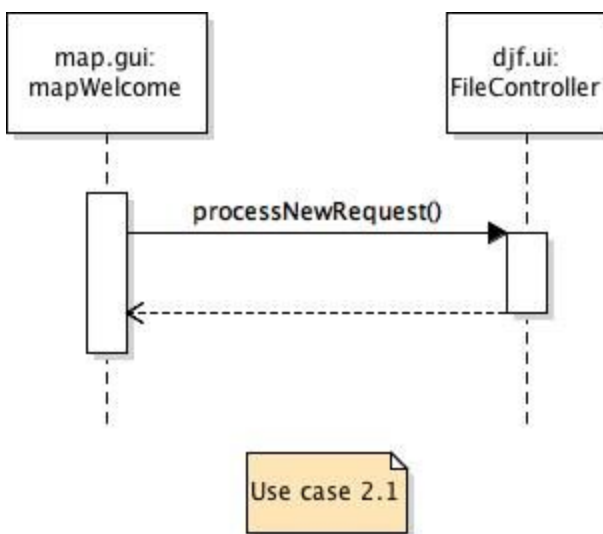 map.gui:
mapWelcome
djf.ui:
FileController
processNewRequest()
Use case 2.1